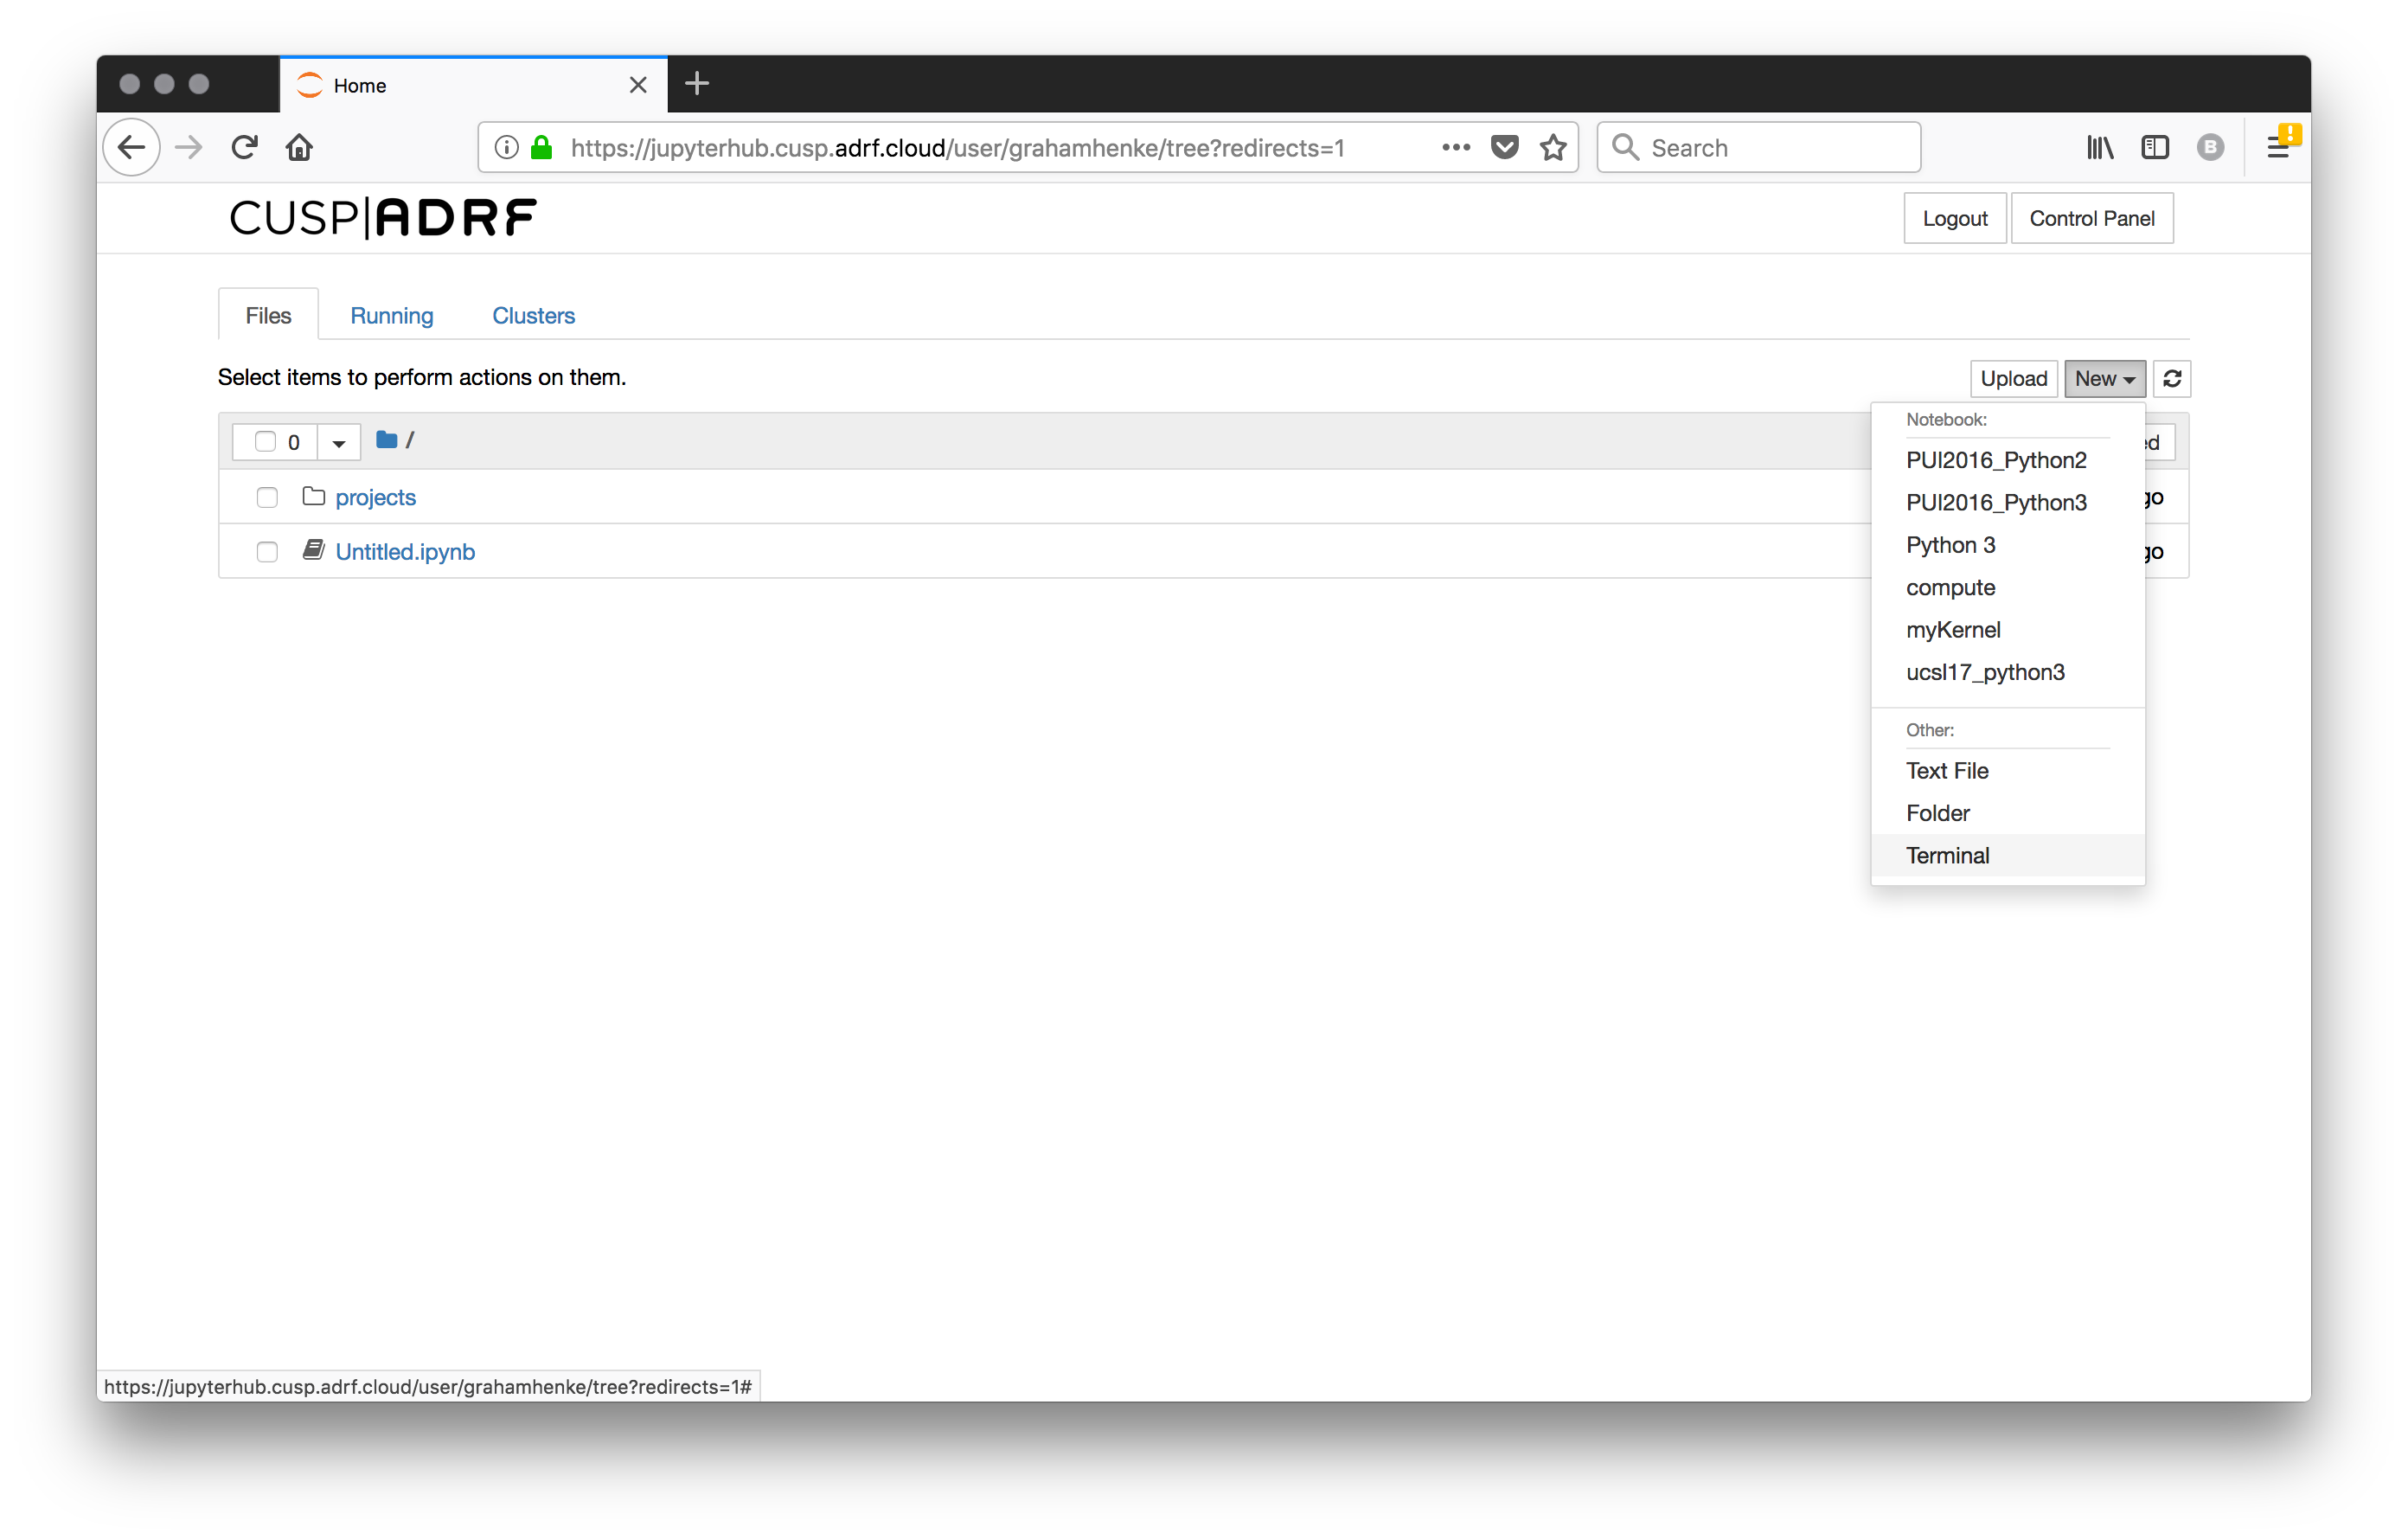 Home
https://jupyterhub.cusp.adrf.cloud/user/grahamhenke/tree?redirects=1
Search
B
CUSP|ADRF
Logout
Control Panel
Files
Running
Clusters
Select items to perform actions on them.
Upload
New
0
/
projects
Untitled.ipynb
Notebook:
PUI2016_Python2
PUI2016_Python3
Python 3
compute
myKernel
ucsl17_python3
Other:
Text File
Folder
Terminal
https://jupyterhub.cusp.adrf.cloud/user/grahamhenke/tree?redirects=1#